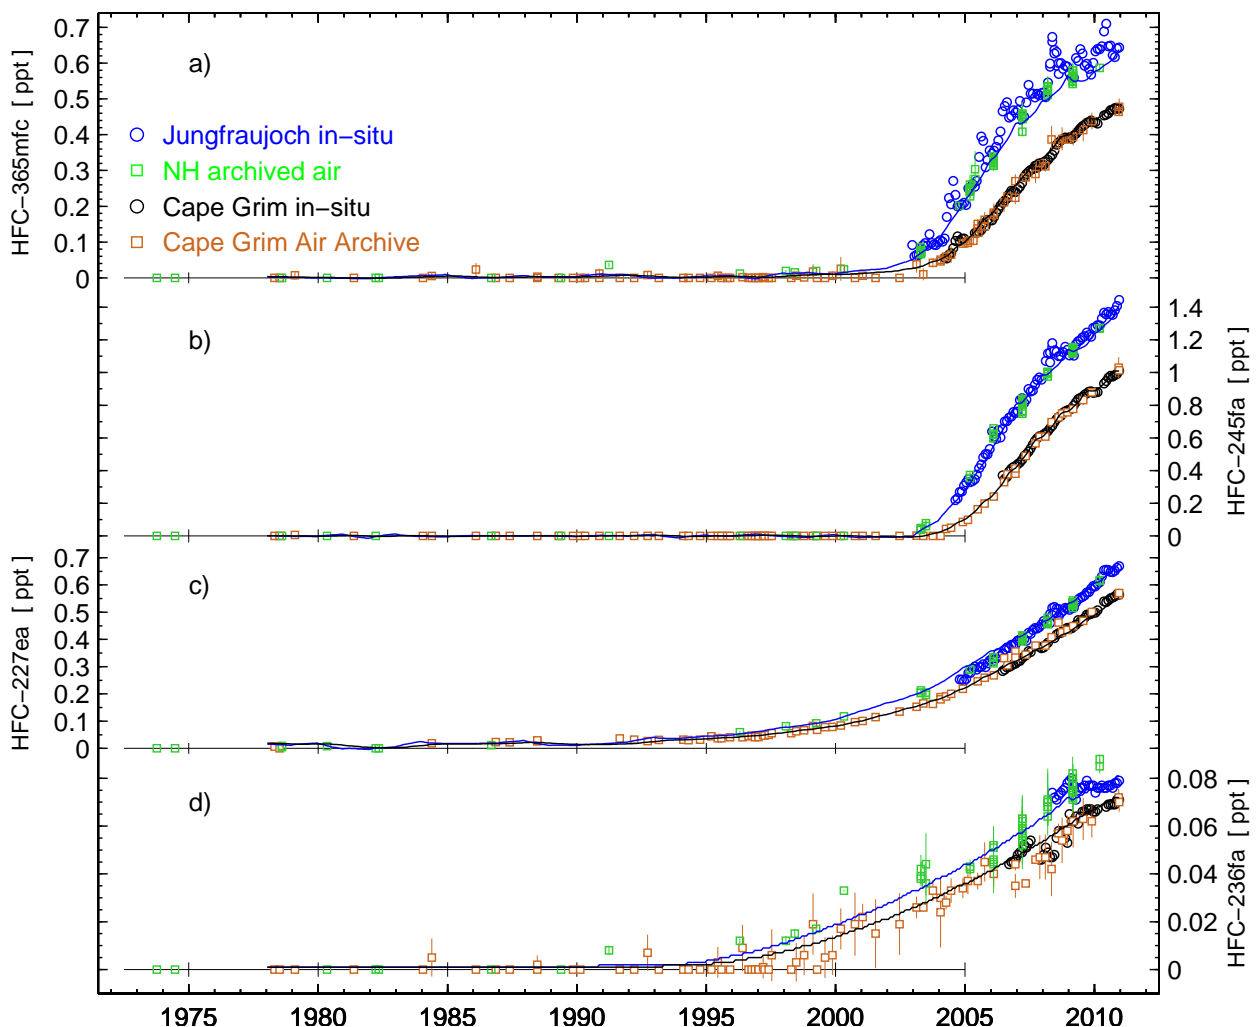 0.7
0.6
0.5
0.4
0.3
0.2
0.1
0
HFC−365mfc [ ppt ]
a)
Jungfraujoch in−situ
NH archived air
Cape Grim in−situ
Cape Grim Air Archive
b)
1.4
1.2
1
0.8
0.6
0.4
0.2
0
HFC−245fa [ ppt ]
0.7
0.6
0.5
0.4
0.3
0.2
0.1
0
HFC−227ea [ ppt ]
c)
d)
0.08
0.06
0.04
0.02
0
HFC−236fa [ ppt ]
1975 1980 1985 1990 1995 2000 2005 2010